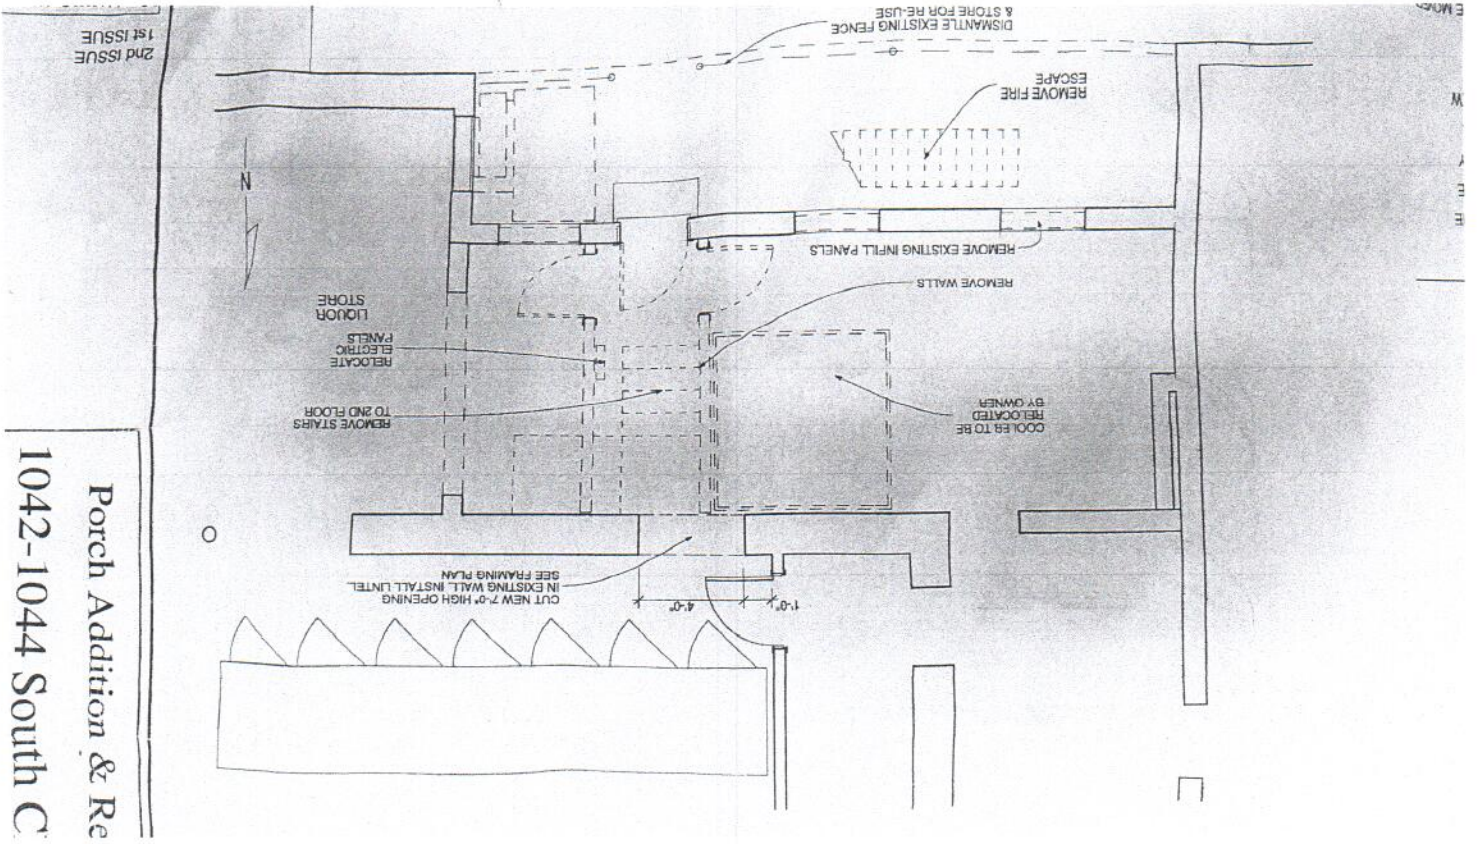 DISMANTLE EXISTING FENCE
& STORE FOR RE-USE
REMOVE FIRE
ESCAPE
REMOVE EXISTING INFILL PANELS
REMOVE WALLS
COOLER TO BE
RELOCATED
BY OWNER
LIQUOR
STORE
RELOCATE
ELECTRIC
PANELS
REMOVE STAIRS
TO 2ND FLOOR
CUT NEW 7'-0" HIGH OPENING
IN EXISTING WALL. INSTALL LINTEL
SEE FRAMING PLAN
4'-0"
1'-0"
N
2nd ISSUE
1st ISSUE
Porch Addition & Re
1042-1044 South C